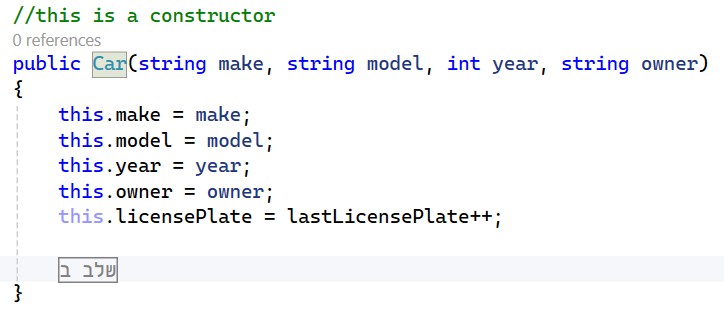 //this is a constructor
0 references
public Car(string make, string model, int year, string owner)
{
this.make = make;
this.model = model;
this.year = year;
this.owner = owner;
this.licensePlate = lastLicensePlate++;
שלב ב
}